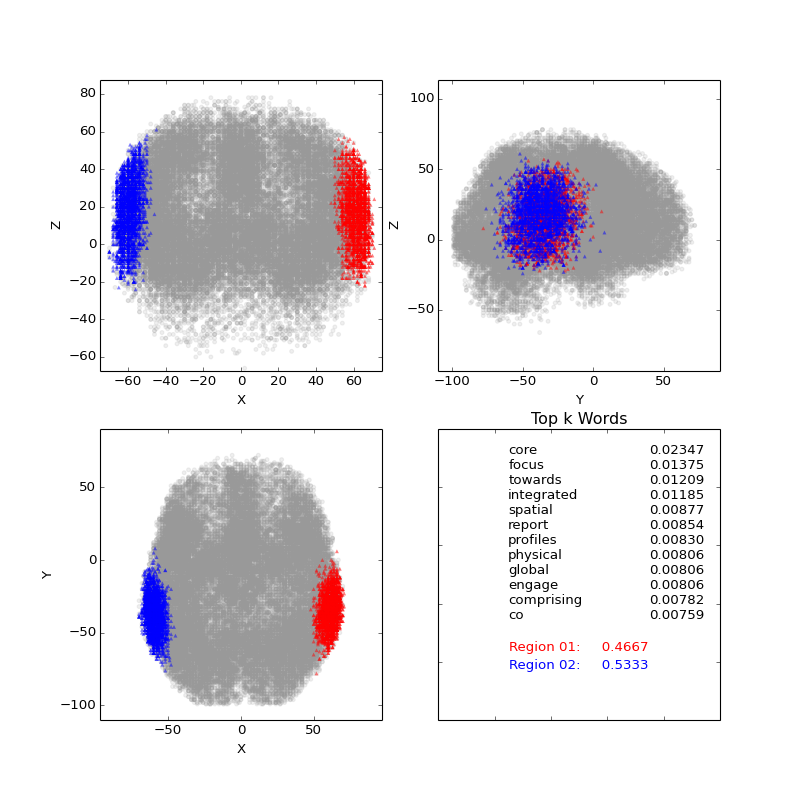 80
60
40
20
0
−20
−40
−60
Z
−60 −40 −20 0 20 40 60
X
100
50
0
−50
Z
−100 −50 0 50
Y
50
0
−50
−100
Y
−50 0 50
X
Top k Words
core 0.02347
focus 0.01375
towards 0.01209
integrated 0.01185
spatial 0.00877
report 0.00854
profiles 0.00830
physical 0.00806
global 0.00806
engage 0.00806
comprising 0.00782
co 0.00759
Region 01: 0.4667
Region 02: 0.5333